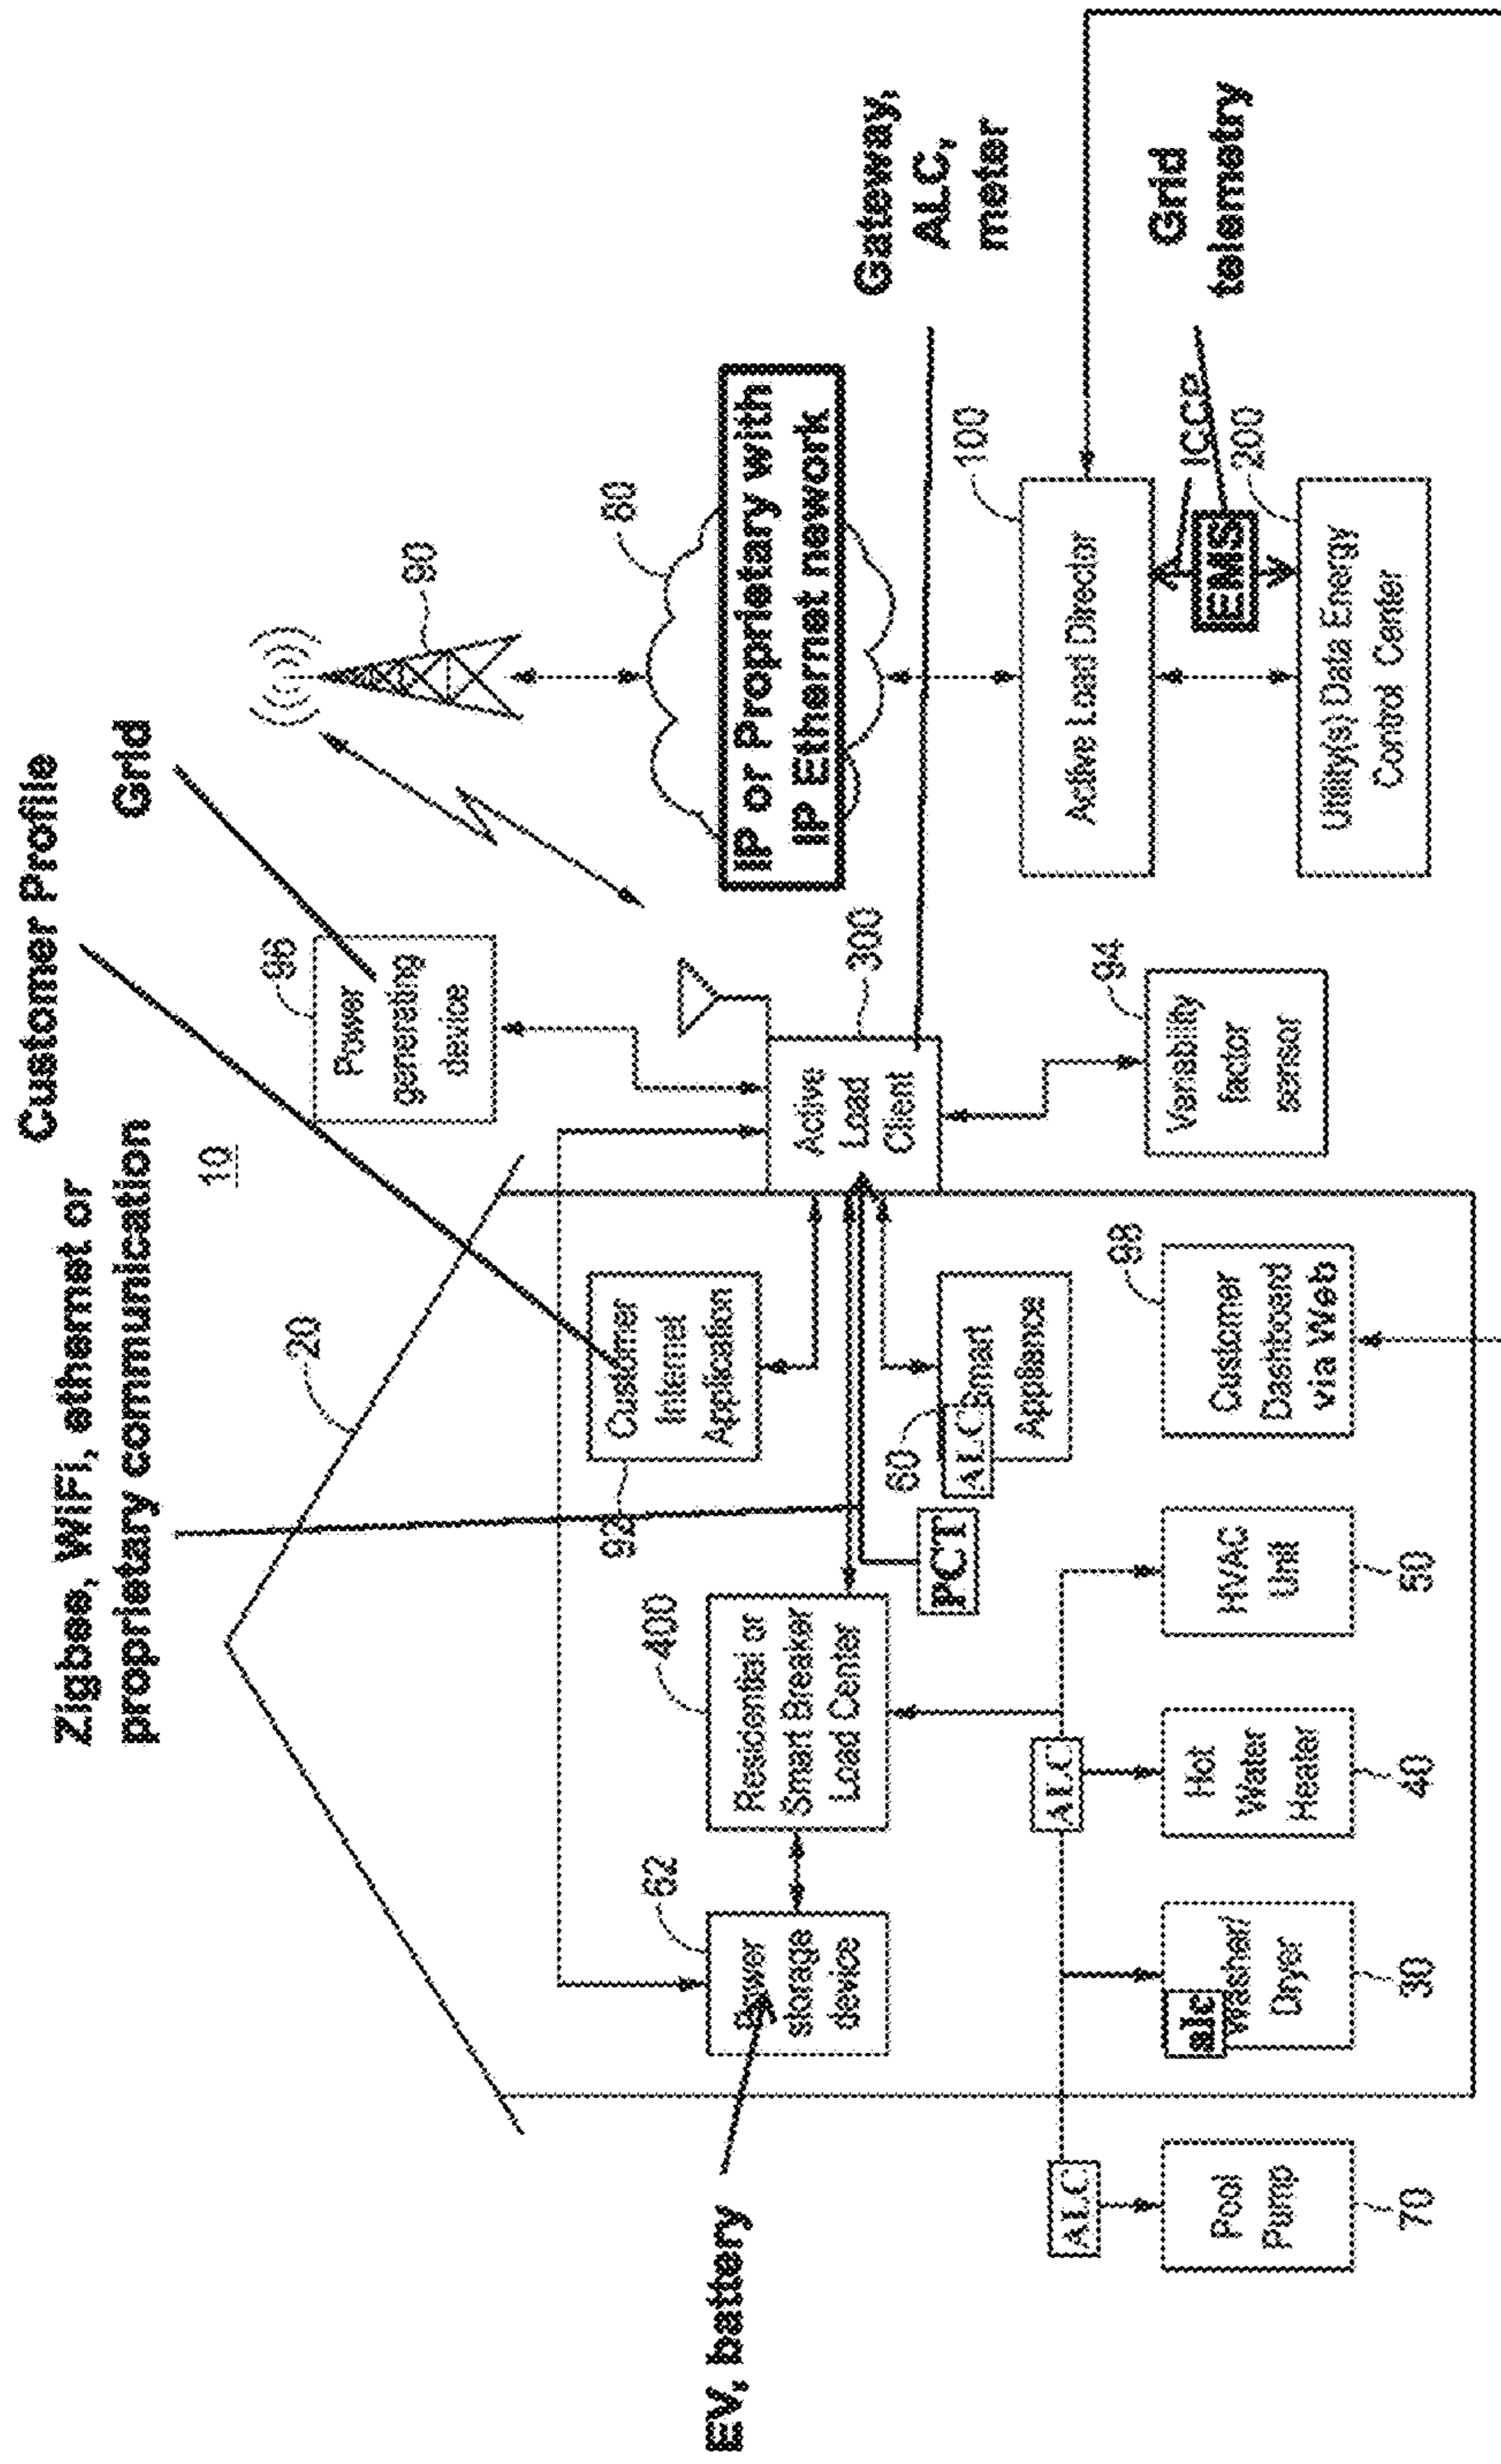 Customer Profile
Grid
Zigbee, WiFi, ethernet or
proprietary communication
10
20
90
96
Power
generating
device
80
IP or Proprietary with
IP Ethernet nework
Gateway,
ALC,
meter
Grid
telemetry
100
Active Load Director
ICCP
EMS
200
Utility(s) Data Energy
Control Center
300
Active
Load
Client
94
Variability
factor
sensor
92
Customer
Internet
Application
60
ALC
Smart
Appliance
PCT
98
Customer
Dashboard
via Web
400
Residential or
Smart Breaker
Load Center
62
Power
storage
device
EV, battery
ALC
HVAC
Unit
50
Hot
Water
Heater
40
alc
Washer/
Dryer
30
ALC
Pool
Pump
70